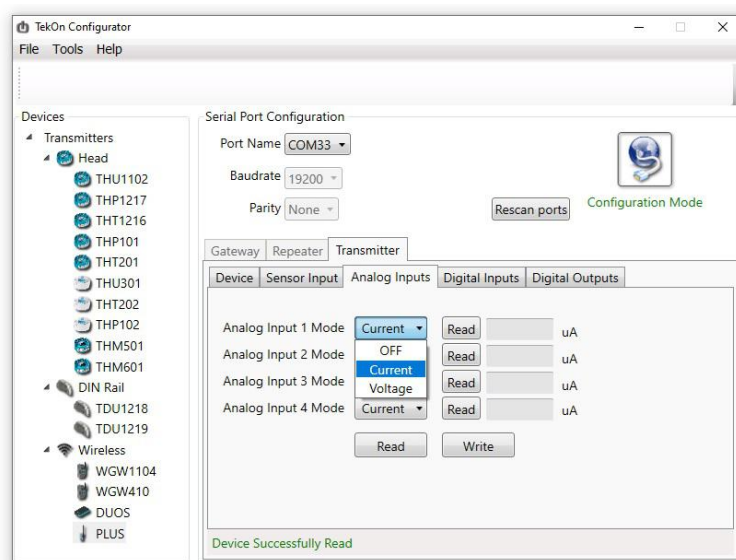 TekOn Configurator
File Tools Help
Devices
Transmitters
Head
THU1102
THP1217
THT1216
THP101
THT201
THU301
THT202
THP102
THM501
THM601
DIN Rail
TDU1218
TDU1219
Wireless
WGW1104
WGW410
DUOS
PLUS
Serial Port Configuration
Port Name COM33
Baudrate 19200
Parity None
Rescan ports
Configuration Mode
Gateway Repeater Transmitter
Device Sensor Input Analog Inputs Digital Inputs Digital Outputs
Analog Input 1 Mode Current Read uA
Analog Input 2 Mode OFF Read uA
Analog Input 3 Mode Current Read uA
Voltage
Analog Input 4 Mode Current Read uA
Read Write
Device Successfully Read